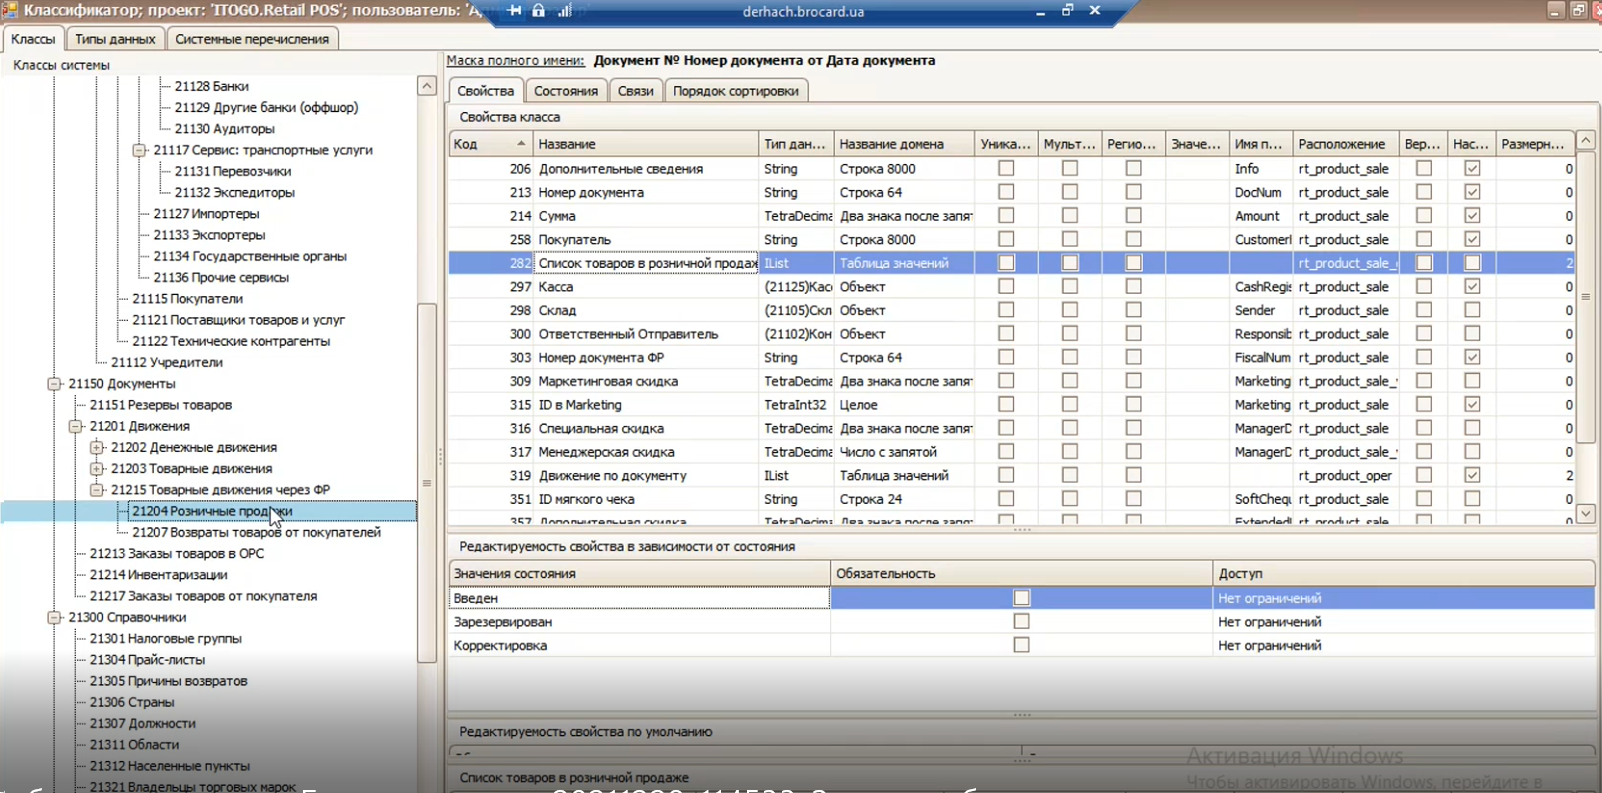 Классификатор; проект: 'ITOGO.Retail POS'; пользователь:
derhach.brocard.ua
Классы
Типы данных
Системные перечисления
Классы системы
21128 Банки
21129 Другие банки (оффшор)
21130 Аудиторы
21117 Сервис: транспортные услуги
21131 Перевозчики
21132 Экспедиторы
21127 Импортеры
21133 Экспортеры
21134 Государственные органы
21136 Прочие сервисы
21115 Покупатели
21121 Поставщики товаров и услуг
21122 Технические контрагенты
21112 Учредители
21150 Документы
21151 Резервы товаров
21201 Движения
21202 Денежные движения
21203 Товарные движения
21215 Товарные движения через ФР
21204 Розничные продажи
21207 Возвраты товаров от покупателей
21213 Заказы товаров в ОРС
21214 Инвентаризации
21217 Заказы товаров от покупателя
21300 Справочники
21301 Налоговые группы
21304 Прайс-листы
21305 Причины возвратов
21306 Страны
21307 Должности
21311 Области
21312 Населенные пункты
21321 Владельцы торговых марок
Маска полного имени: Документ № Номер документа от Дата документа
Свойства
Состояния
Связи
Порядок сортировки
Свойства класса
Код Название Тип дан... Название домена Уника... Мульт... Регио... Значе... Имя п... Расположение Вер... Нас... Размерн...
206 Дополнительные сведения String Строка 8000 Info rt_product_sale 0
213 Номер документа String Строка 64 DocNum rt_product_sale 0
214 Сумма TetraDecima Два знака после запят Amount rt_product_sale 0
258 Покупатель String Строка 8000 CustomerI rt_product_sale 0
282 Список товаров в розничной продаж IList Таблица значений rt_product_sale_ 2
297 Касса (21125)Кас Объект CashRegis rt_product_sale 0
298 Склад (21105)Скл Объект Sender rt_product_sale 0
300 Ответственный Отправитель (21102)Кон Объект Responsib rt_product_sale 0
303 Номер документа ФР String Строка 64 FiscalNum rt_product_sale 0
309 Маркетинговая скидка TetraDecima Два знака после запят Marketing rt_product_sale_ 0
315 ID в Marketing TetraInt32 Целое Marketing rt_product_sale 0
316 Специальная скидка TetraDecima Два знака после запят ManagerD rt_product_sale 0
317 Менеджерская скидка TetraDecima Число с запятой ManagerD rt_product_sale 0
319 Движение по документу IList Таблица значений rt_product_oper 2
351 ID мягкого чека String Строка 24 SoftChequ rt_product_sale 0
357 Дополнительная скидка TetraDecima Два знака после запят Extended rt_product_sale 0
Редактируемость свойства в зависимости от состояния
Значения состояния Обязательность Доступ
Введен Нет ограничений
Зарезервирован Нет ограничений
Корректировка Нет ограничений
Редактируемость свойства по умолчанию
Список товаров в розничной продаже
Активация Windows
Чтобы активировать Windows, перейдите в